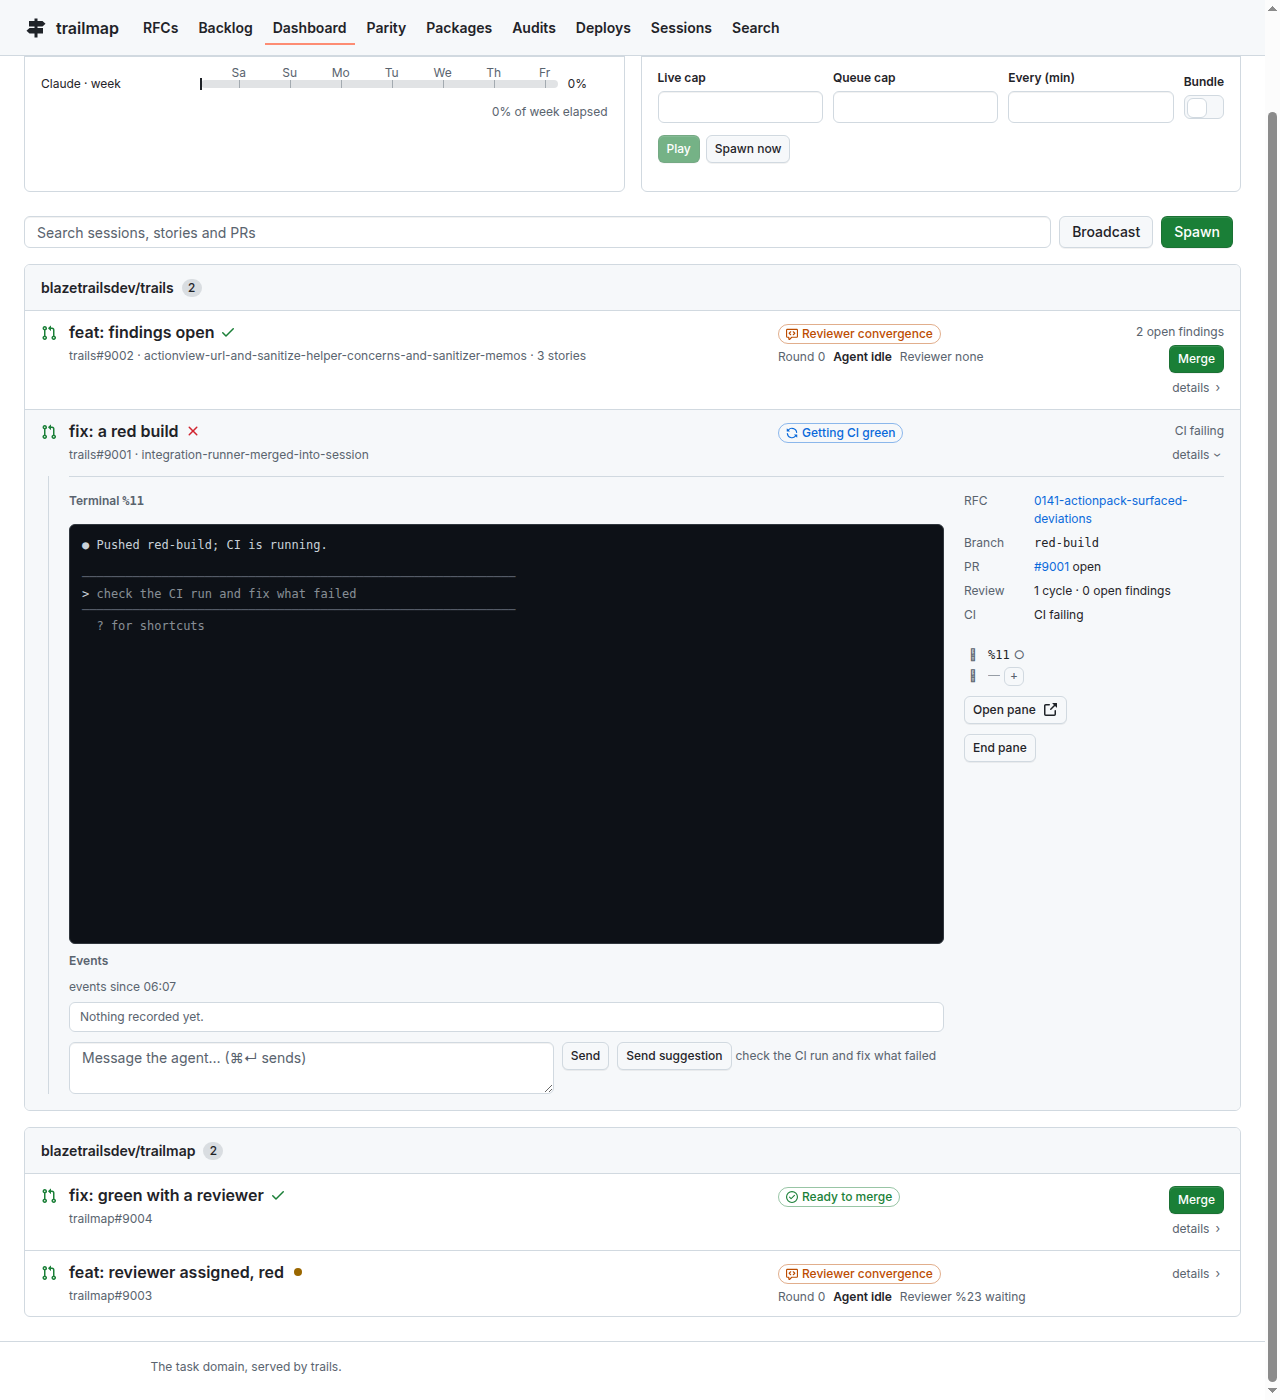 trailmap RFCs Backlog Dashboard Parity Packages Audits Deploys Sessions Search
Sa Su Mo Tu We Th Fr
Claude · week 0%
0% of week elapsed
Live cap Queue cap Every (min) Bundle
Play Spawn now
Search sessions, stories and PRs Broadcast Spawn
blazetrailsdev/trails 2
feat: findings open Reviewer convergence 2 open findings
trails#9002 · actionview-url-and-sanitize-helper-concerns-and-sanitizer-memos · 3 stories Round 0 Agent idle Reviewer none Merge
details ›
fix: a red build Getting CI green CI failing
trails#9001 · integration-runner-merged-into-session details
Terminal %11
● Pushed red-build; CI is running.
> check the CI run and fix what failed
? for shortcuts
RFC 0141-actionpack-surfaced-
deviations
Branch red-build
PR #9001 open
Review 1 cycle · 0 open findings
CI CI failing
%11
— +
Open pane
End pane
Events
events since 06:07
Nothing recorded yet.
Message the agent... (⌘↵ sends) Send Send suggestion check the CI run and fix what failed
blazetrailsdev/trailmap 2
fix: green with a reviewer Ready to merge Merge
trailmap#9004 details ›
feat: reviewer assigned, red Reviewer convergence details ›
trailmap#9003 Round 0 Agent idle Reviewer %23 waiting
The task domain, served by trails.